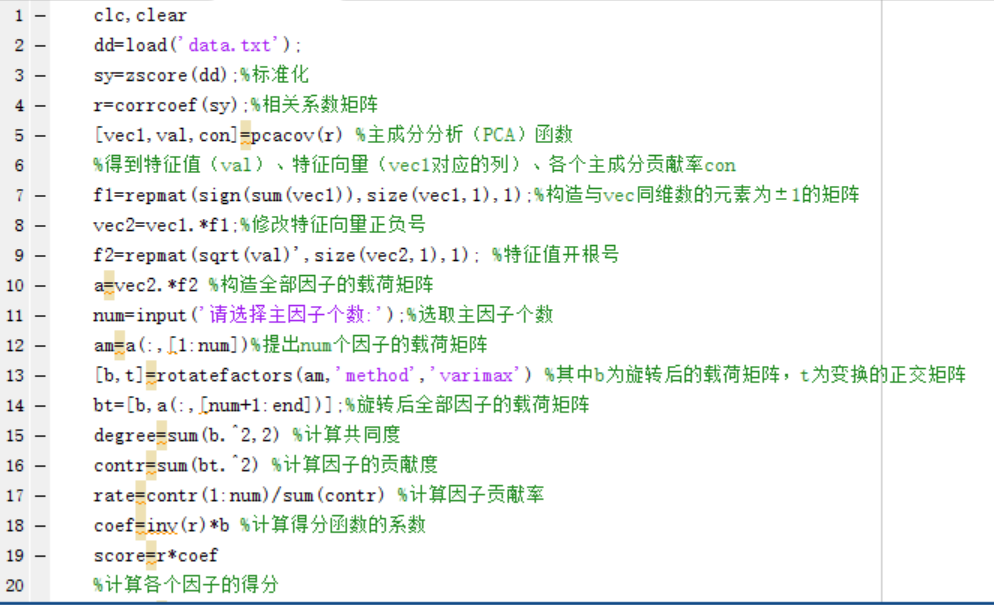 1 - clc,clear
2 - dd=load('data.txt');
3 - sy=zscore(dd);%标准化
4 - r=corrcoef(sy);%相关系数矩阵
5 - [vec1,val,con]=pcacov(r) %主成分分析（PCA）函数
6 %得到特征值（val）、特征向量（vec1对应的列）、各个主成分贡献率con
7 - f1=repmat(sign(sum(vec1)),size(vec1,1),1);%构造与vec同维数的元素为±1的矩阵
8 - vec2=vec1.*f1;%修改特征向量正负号
9 - f2=repmat(sqrt(val)',size(vec2,1),1); %特征值开根号
10 - a=vec2.*f2 %构造全部因子的载荷矩阵
11 - num=input('请选择主因子个数:');%选取主因子个数
12 - am=a(:,[1:num])%提出num个因子的载荷矩阵
13 - [b,t]=rotatefactors(am,'method','varimax') %其中b为旋转后的载荷矩阵，t为变换的正交矩阵
14 - bt=[b,a(:,[num+1:end])];%旋转后全部因子的载荷矩阵
15 - degree=sum(b.^2,2) %计算共同度
16 - contr=sum(bt.^2) %计算因子的贡献度
17 - rate=contr(1:num)/sum(contr) %计算因子贡献率
18 - coef=inv(r)*b %计算得分函数的系数
19 - score=r*coef
20 %计算各个因子的得分